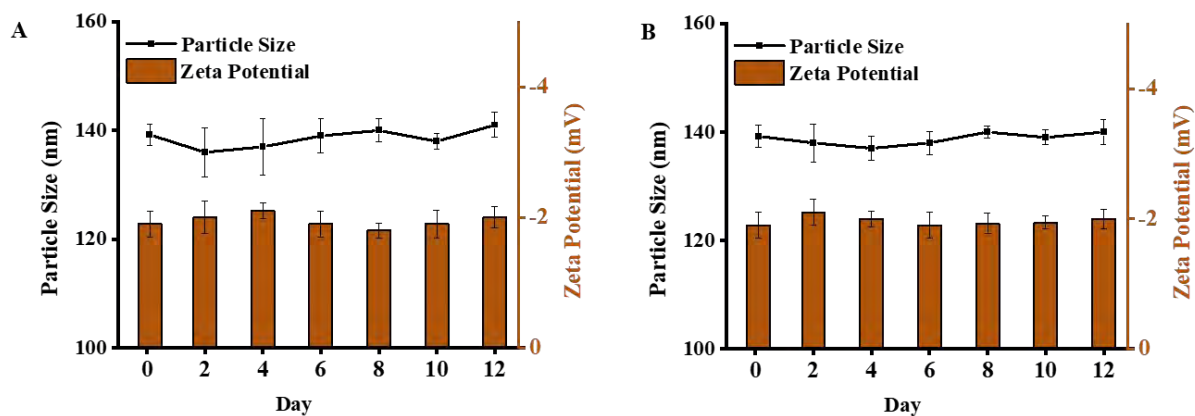 A
Particle Size (nm)
160
140
120
100
Particle Size
Zeta Potential
-4
-2
0
Zeta Potential (mV)
0 2 4 6 8 10 12
Day
B
Particle Size (nm)
160
140
120
100
Particle Size
Zeta Potential
-4
-2
0
Zeta Potential (mV)
0 2 4 6 8 10 12
Day